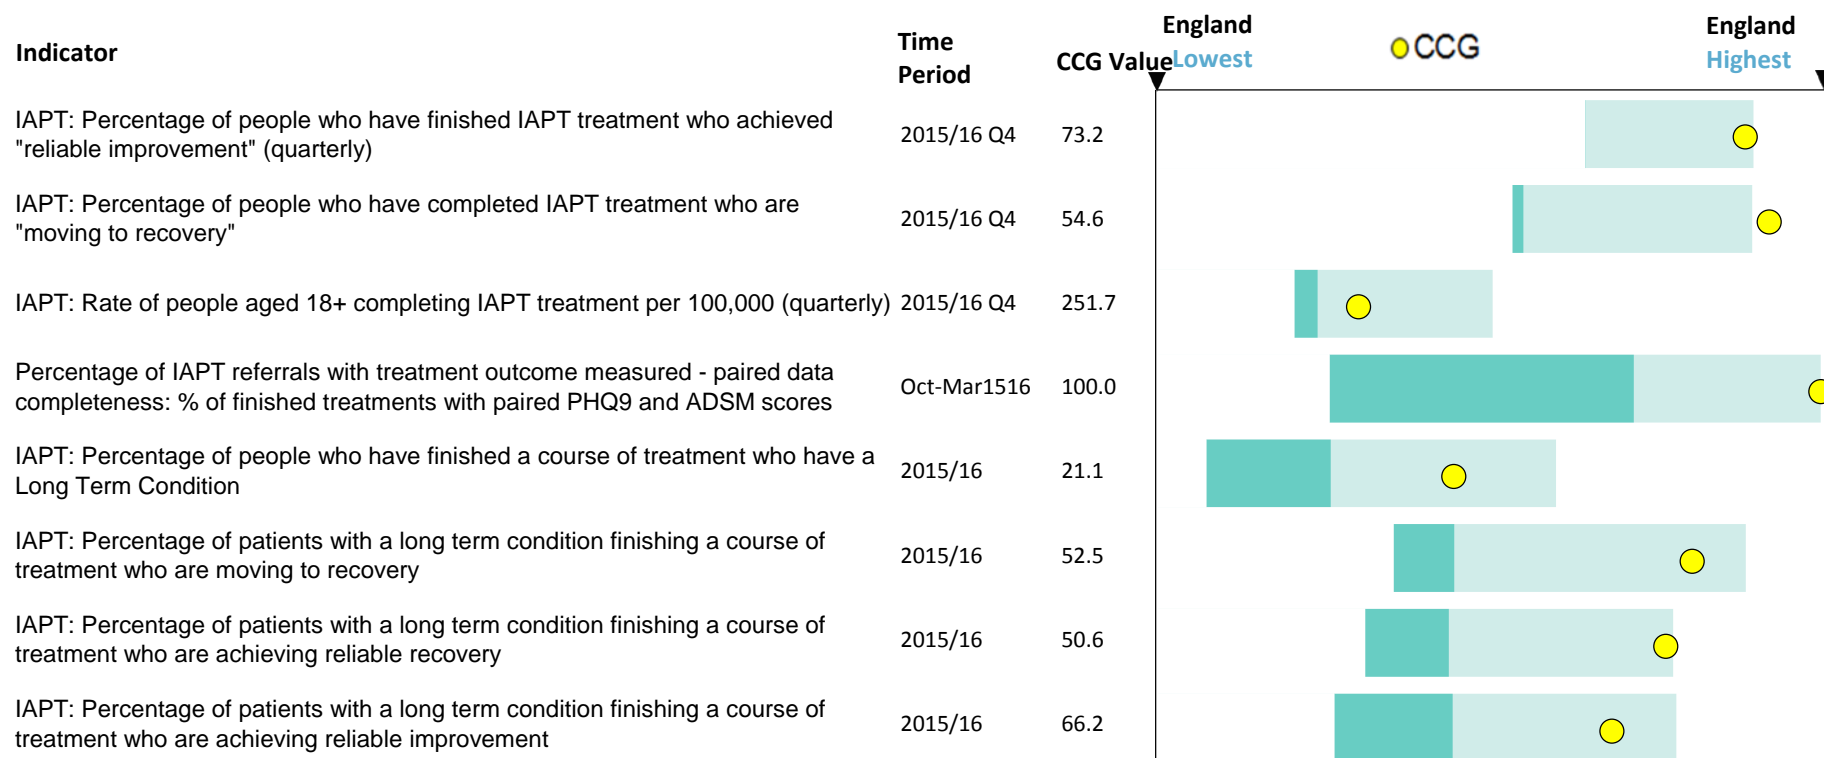 Indicator
Time
Period
CCG Value
England
Lowest
CCG
England
Highest
IAPT: Percentage of people who have finished IAPT treatment who achieved
"reliable improvement" (quarterly)
2015/16 Q4
73.2
IAPT: Percentage of people who have completed IAPT treatment who are
"moving to recovery"
2015/16 Q4
54.6
IAPT: Rate of people aged 18+ completing IAPT treatment per 100,000 (quarterly)
2015/16 Q4
251.7
Percentage of IAPT referrals with treatment outcome measured - paired data
completeness: % of finished treatments with paired PHQ9 and ADSM scores
Oct-Mar1516
100.0
IAPT: Percentage of people who have finished a course of treatment who have a
Long Term Condition
2015/16
21.1
IAPT: Percentage of patients with a long term condition finishing a course of
treatment who are moving to recovery
2015/16
52.5
IAPT: Percentage of patients with a long term condition finishing a course of
treatment who are achieving reliable recovery
2015/16
50.6
IAPT: Percentage of patients with a long term condition finishing a course of
treatment who are achieving reliable improvement
2015/16
66.2